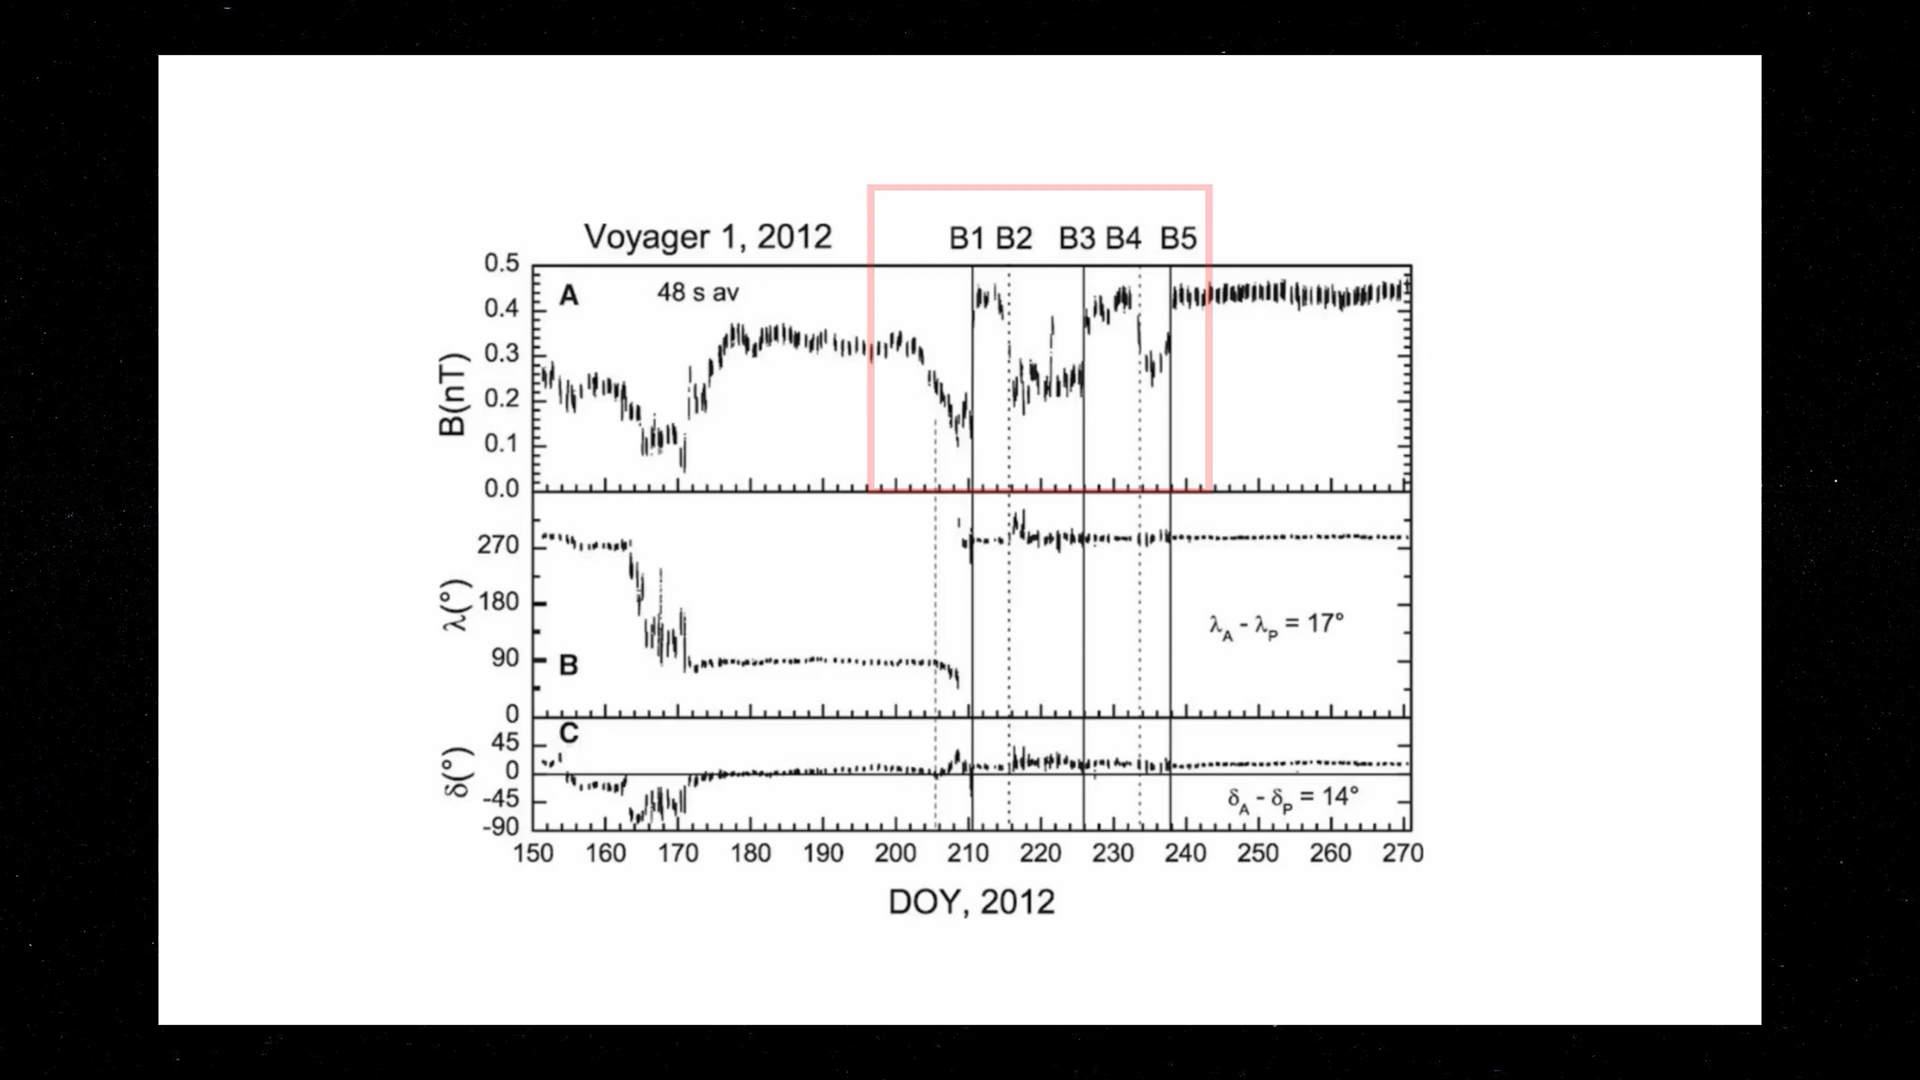 Voyager 1, 2012
B1 B2 B3 B4 B5
A
48 s av
0.5
0.4
0.3
0.2
0.1
0.0
B(nT)
270
180
90
0
λ(°)
B
λA - λP = 17°
C
45
0
-45
-90
δ(°)
δA - δP = 14°
150 160 170 180 190 200 210 220 230 240 250 260 270
DOY, 2012